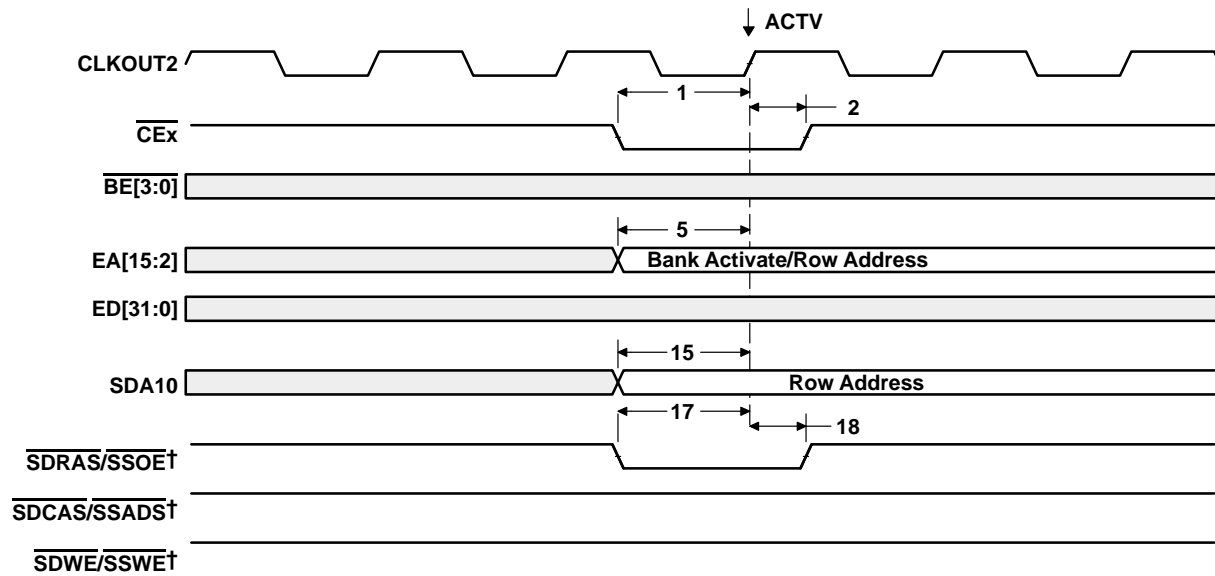 ACTV
CLKOUT2
1
2
CEx
BE[3:0]
5
EA[15:2]
Bank Activate/Row Address
ED[31:0]
15
SDA10
Row Address
17
18
SDRAS/SSOE†
SDCAS/SSADS†
SDWE/SSWE†